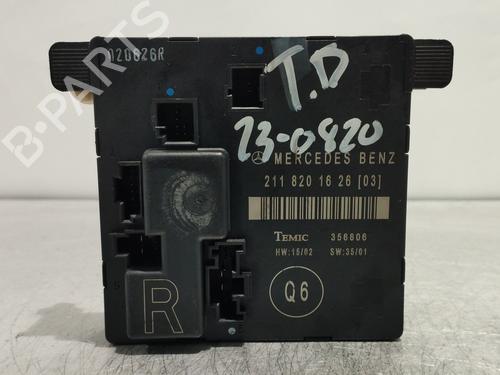 020626R
T.D
23-0820
MERCEDES BENZ
211 820 16 26 [03]
TEMIC 356806
HW:15/02 SW:35/01
Q6
R
B-PARTS